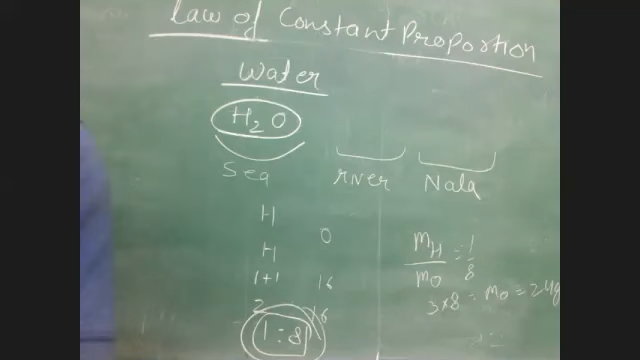 Law of Constant Proportion
Water
H₂O
Sea river Nala
H
O
H
1+1 16
2 16
1 : 8
mH/mO = 1/8
3×8 = mO = 24g